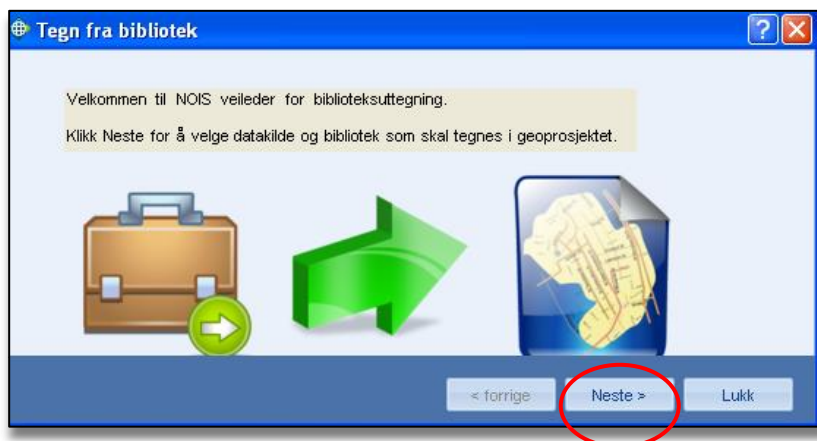 Tegn fra bibliotek
Velkommen til NOIS veileder for biblioteksuttegning.
Klikk Neste for å velge datakilde og bibliotek som skal tegnes i geoprosjektet.
< forrige
Neste >
Lukk